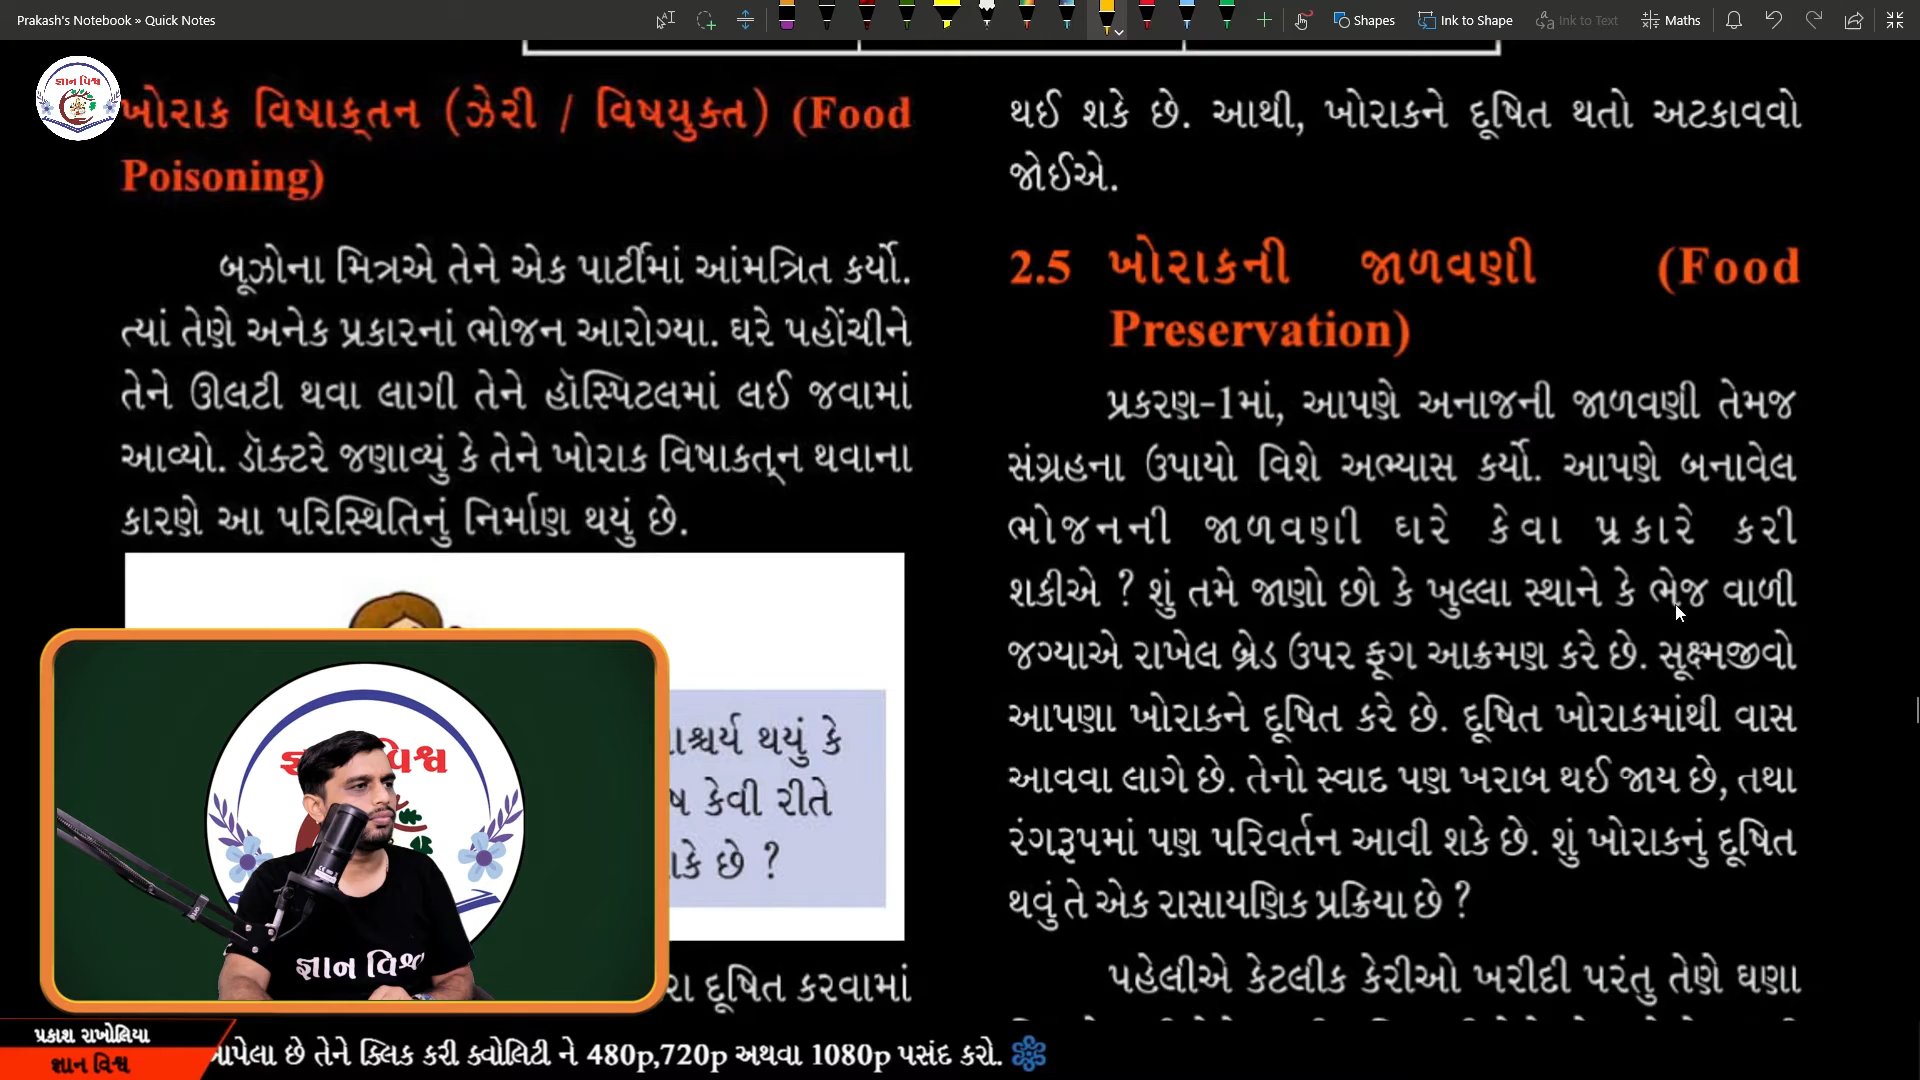 Prakash's Notebook » Quick Notes
Shapes
Ink to Shape
Ink to Text
Maths
જ્ઞાન વિશ્વ
ખોરાક વિષાક્તન (ઝેરી / વિષયુક્ત) (Food
Poisoning)
બૂઝોના મિત્રએ તેને એક પાર્ટીમાં આંમત્રિત કર્યો.
ત્યાં તેણે અનેક પ્રકારનાં ભોજન આરોગ્યા. ઘરે પહોંચીને
તેને ઊલટી થવા લાગી તેને હૉસ્પિટલમાં લઈ જવામાં
આવ્યો. ડૉક્ટરે જણાવ્યું કે તેને ખોરાક વિષાકત્ન થવાના
કારણે આ પરિસ્થિતિનું નિર્માણ થયું છે.
થયું કે
કેવી રીતે
છે ?
દૂષિત કરવામાં
થઈ શકે છે. આથી, ખોરાકને દૂષિત થતો અટકાવવો
જોઈએ.
2.5 ખોરાકની જાળવણી (Food
Preservation)
પ્રકરણ-1માં, આપણે અનાજની જાળવણી તેમજ
સંગ્રહના ઉપાયો વિશે અભ્યાસ કર્યો. આપણે બનાવેલ
ભોજનની જાળવણી ઘરે કેવા પ્રકારે કરી
શકીએ ? શું તમે જાણો છો કે ખુલ્લા સ્થાને કે ભેજ વાળી
જગ્યાએ રાખેલ બ્રેડ ઉપર ફૂગ આક્રમણ કરે છે. સૂક્ષ્મજીવો
આપણા ખોરાકને દૂષિત કરે છે. દૂષિત ખોરાકમાંથી વાસ
આવવા લાગે છે. તેનો સ્વાદ પણ ખરાબ થઈ જાય છે, તથા
રંગરૂપમાં પણ પરિવર્તન આવી શકે છે. શું ખોરાકનું દૂષિત
થવું તે એક રાસાયણિક પ્રક્રિયા છે ?
પહેલીએ કેટલીક કેરીઓ ખરીદી પરંતુ તેણે ઘણા
જ્ઞાન વિશ્વ
પ્રકાશ રાખોલિયા
જ્ઞાન વિશ્વ
આપેલા છે તેને ક્લિક કરી ક્વોલિટી ને 480p,720p અથવા 1080p પસંદ કરો.